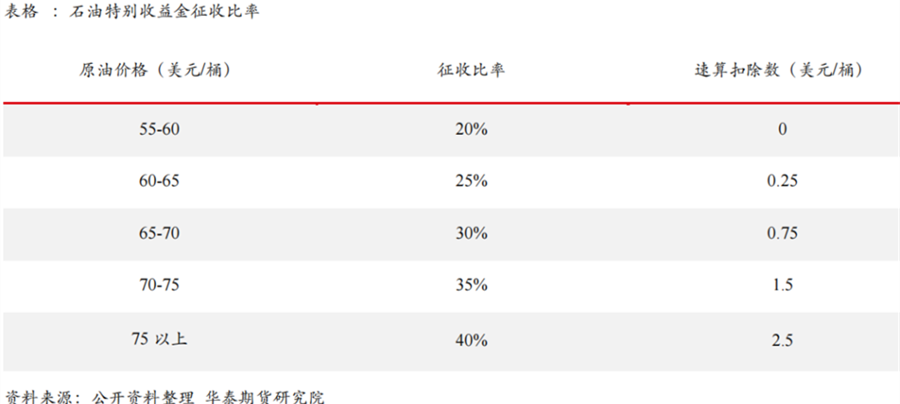 表格 ：石油特别收益金征收比率
原油价格（美元/桶） 征收比率 速算扣除数（美元/桶）
55-60 20% 0
60-65 25% 0.25
65-70 30% 0.75
70-75 35% 1.5
75 以上 40% 2.5
资料来源：公开资料整理 华泰期货研究院